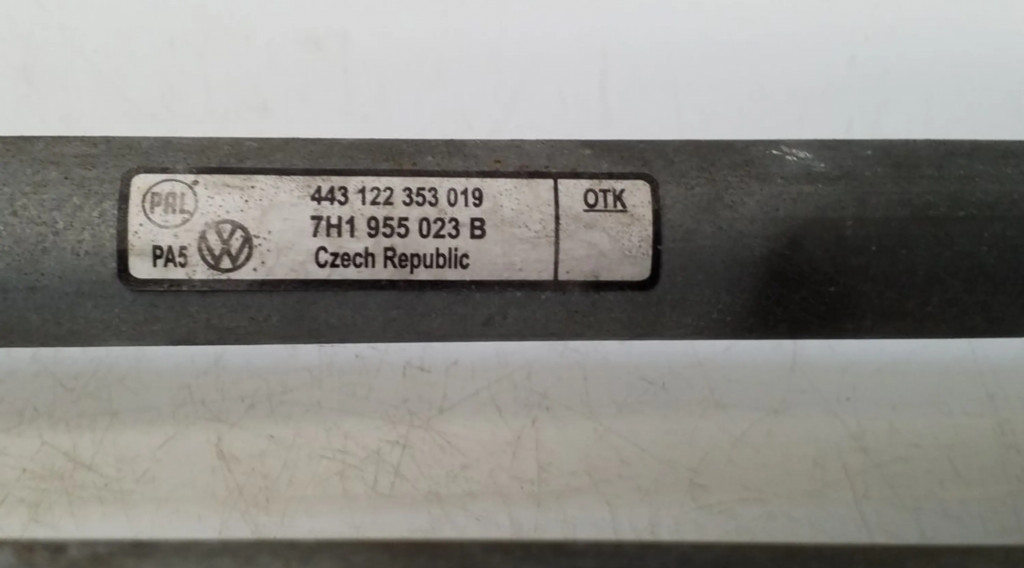 PAL
443 122 353 019
OTK
7H1 955 023 B
PA5
Czech Republic